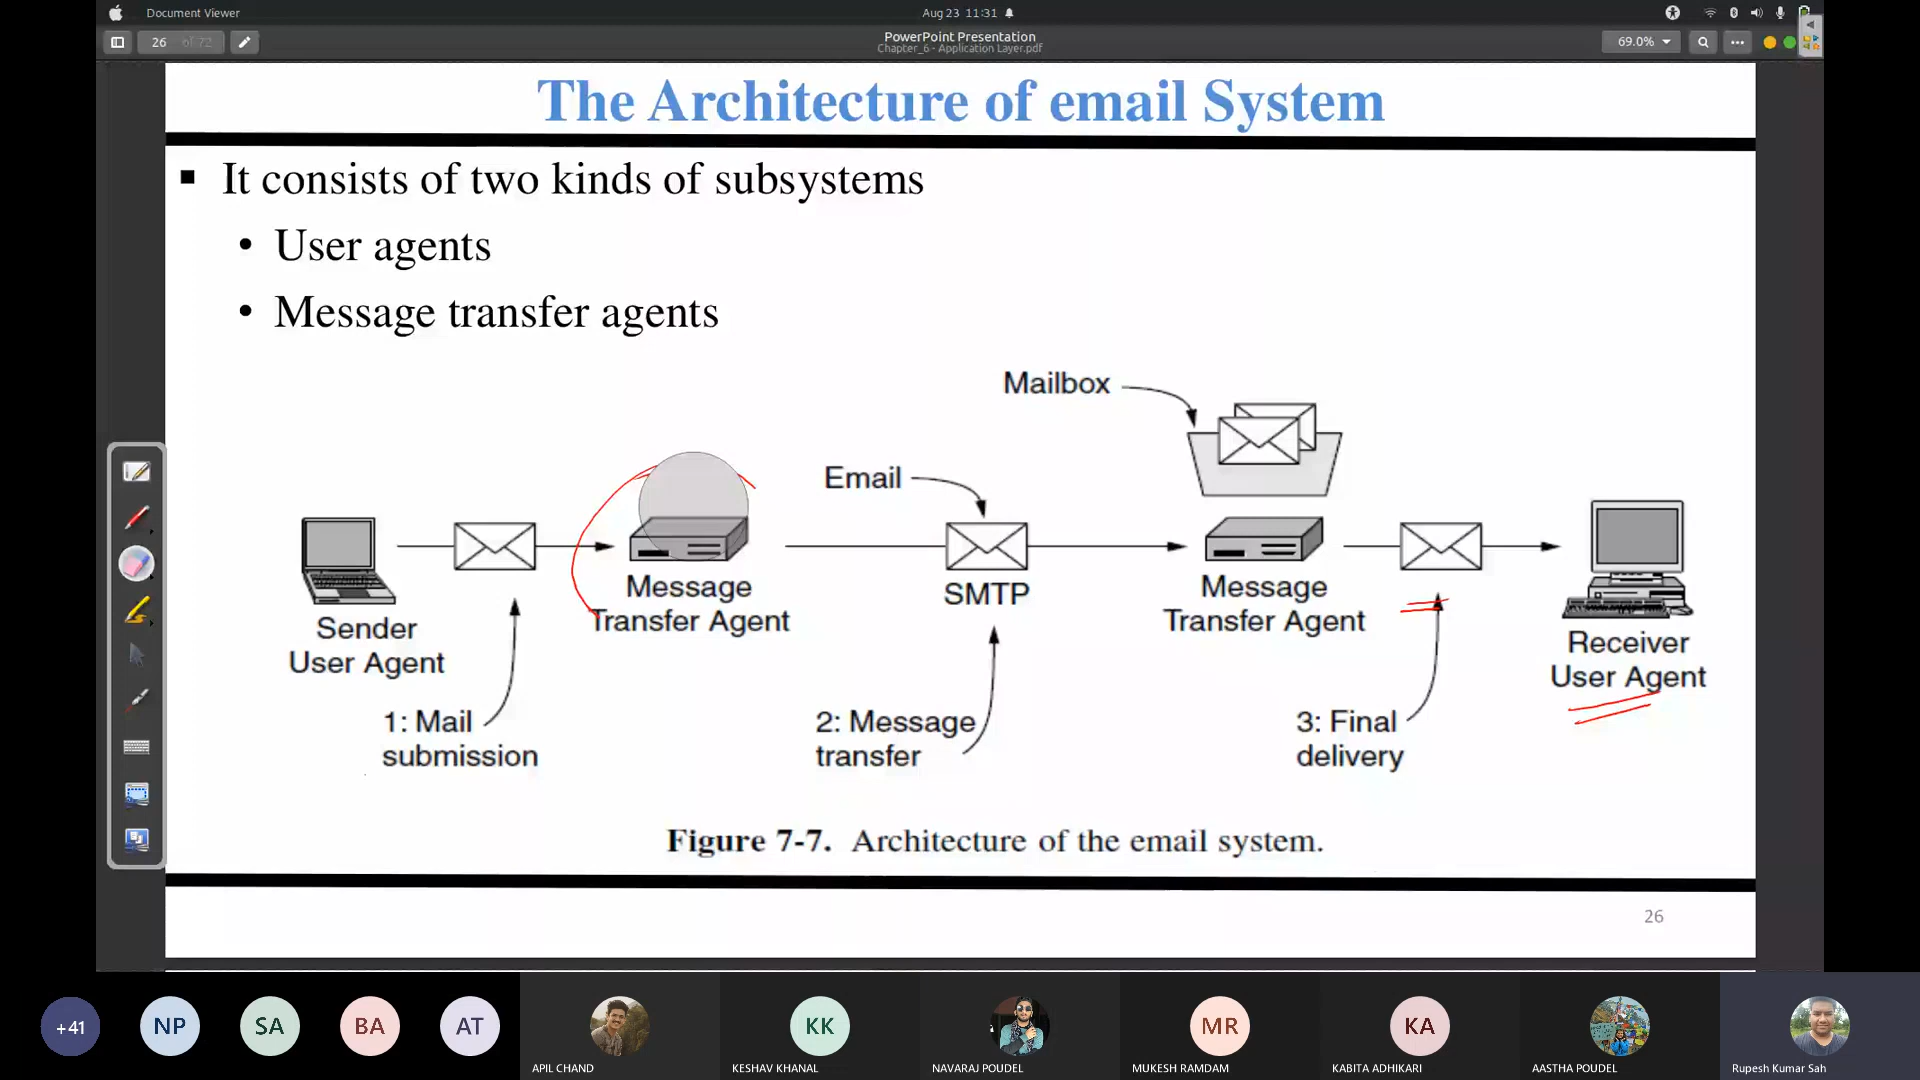 Document Viewer
Aug 23 11:31
26 of 72
PowerPoint Presentation
Chapter_6 - Application Layer.pdf
69.0%
The Architecture of email System
▪ It consists of two kinds of subsystems
• User agents
• Message transfer agents
Mailbox
Email
SMTP
Sender
User Agent
Message
Transfer Agent
Message
Transfer Agent
Receiver
User Agent
1: Mail
submission
2: Message
transfer
3: Final
delivery
Figure 7-7. Architecture of the email system.
26
+41
NP
SA
BA
AT
KK
MR
KA
APIL CHAND
KESHAV KHANAL
NAVARAJ POUDEL
MUKESH RAMDAM
KABITA ADHIKARI
AASTHA POUDEL
Rupesh Kumar Sah